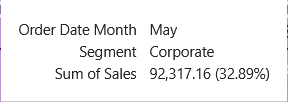 Order Date Month May
Segment Corporate
Sum of Sales 92,317.16 (32.89%)